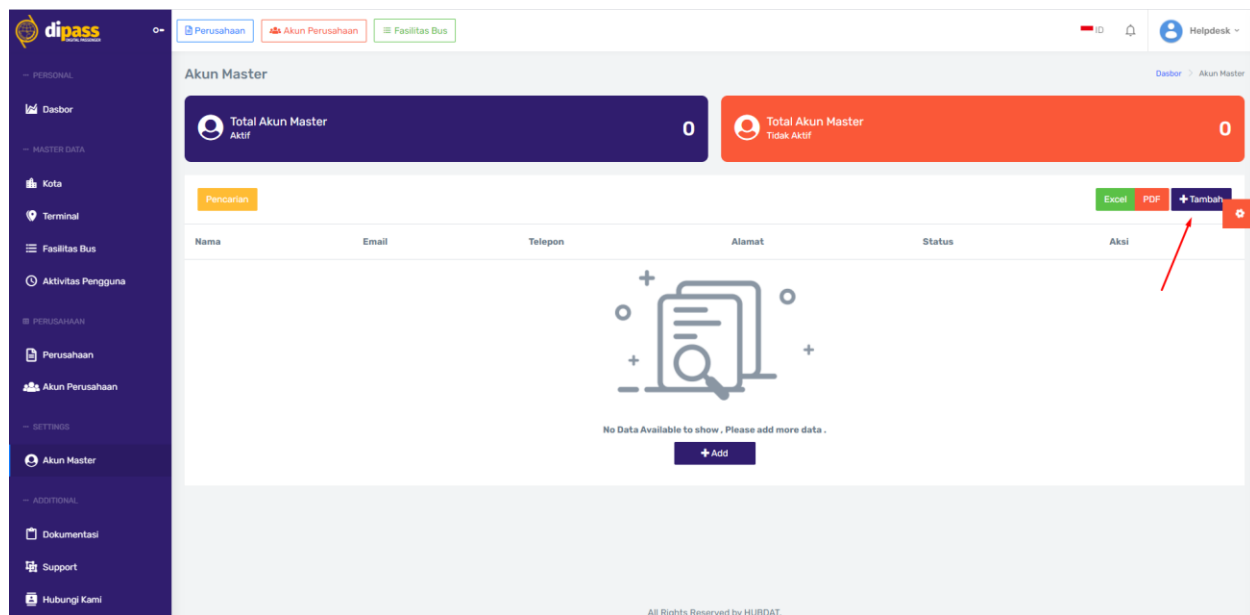 dipass
DIGITAL PASSENGER
Perusahaan
Akun Perusahaan
Fasilitas Bus
ID
Helpdesk
— PERSONAL
Dasbor
— MASTER DATA
Kota
Terminal
Fasilitas Bus
Aktivitas Pengguna
PERUSAHAAN
Perusahaan
Akun Perusahaan
— SETTINGS
Akun Master
— ADDITIONAL
Dokumentasi
Support
Hubungi Kami
Akun Master
Dasbor > Akun Master
Total Akun Master
Aktif
0
Total Akun Master
Tidak Aktif
0
Pencarian
Excel
PDF
+ Tambah
Nama Email Telepon Alamat Status Aksi
No Data Available to show , Please add more data .
+ Add
All Rights Reserved by HUBDAT.